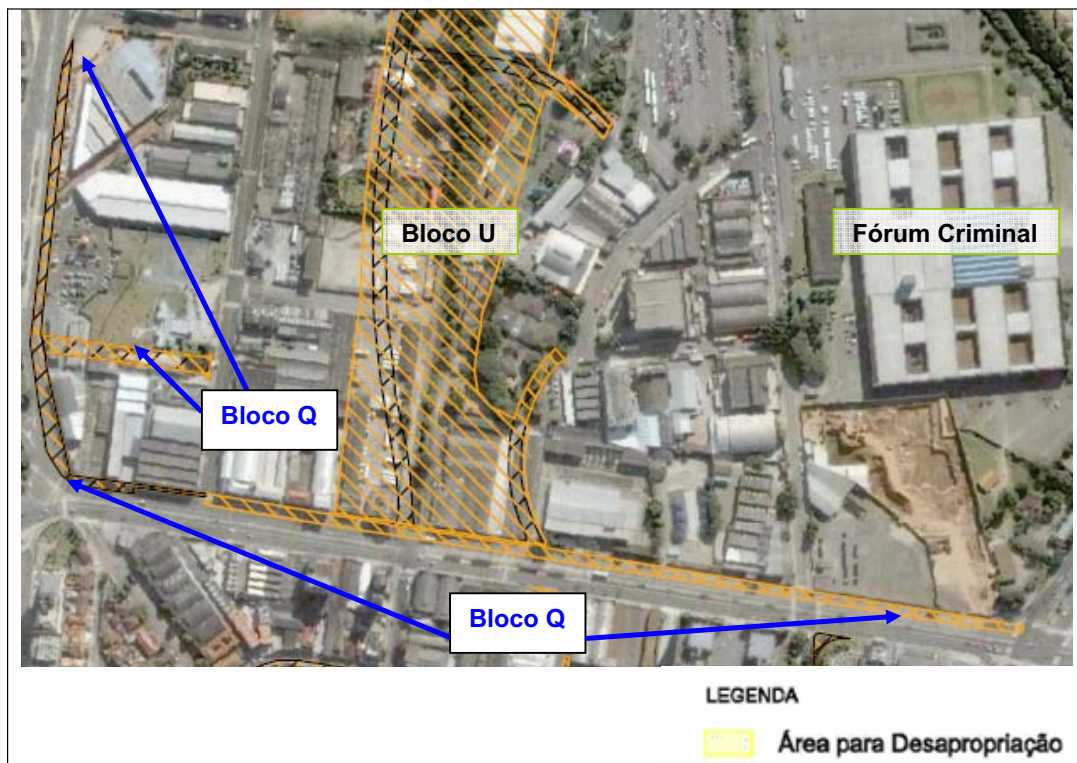 Bloco U
Fórum Criminal
Bloco Q
Bloco Q
LEGENDA
Área para Desapropriação